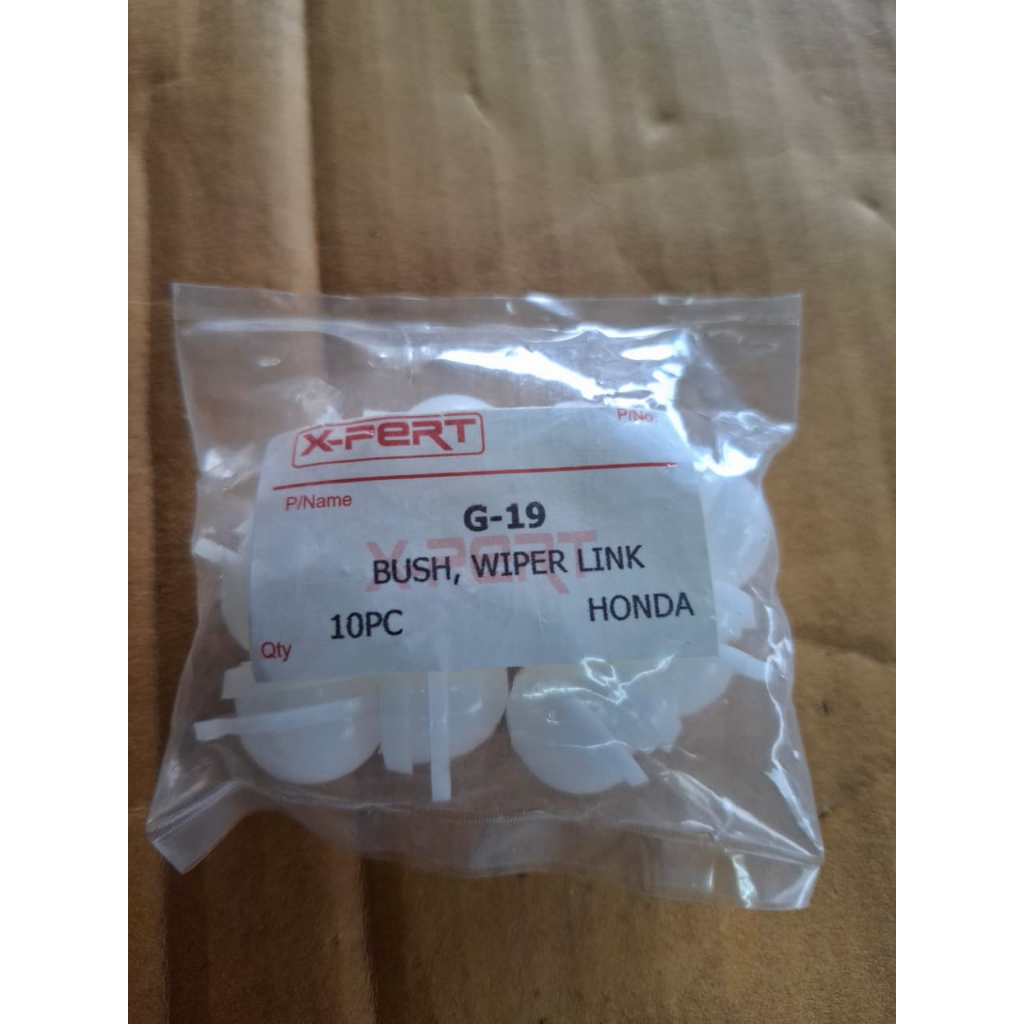 X-PERT
P/No.
P/Name
G-19
X-PERT
BUSH, WIPER LINK
10PC
HONDA
Qty